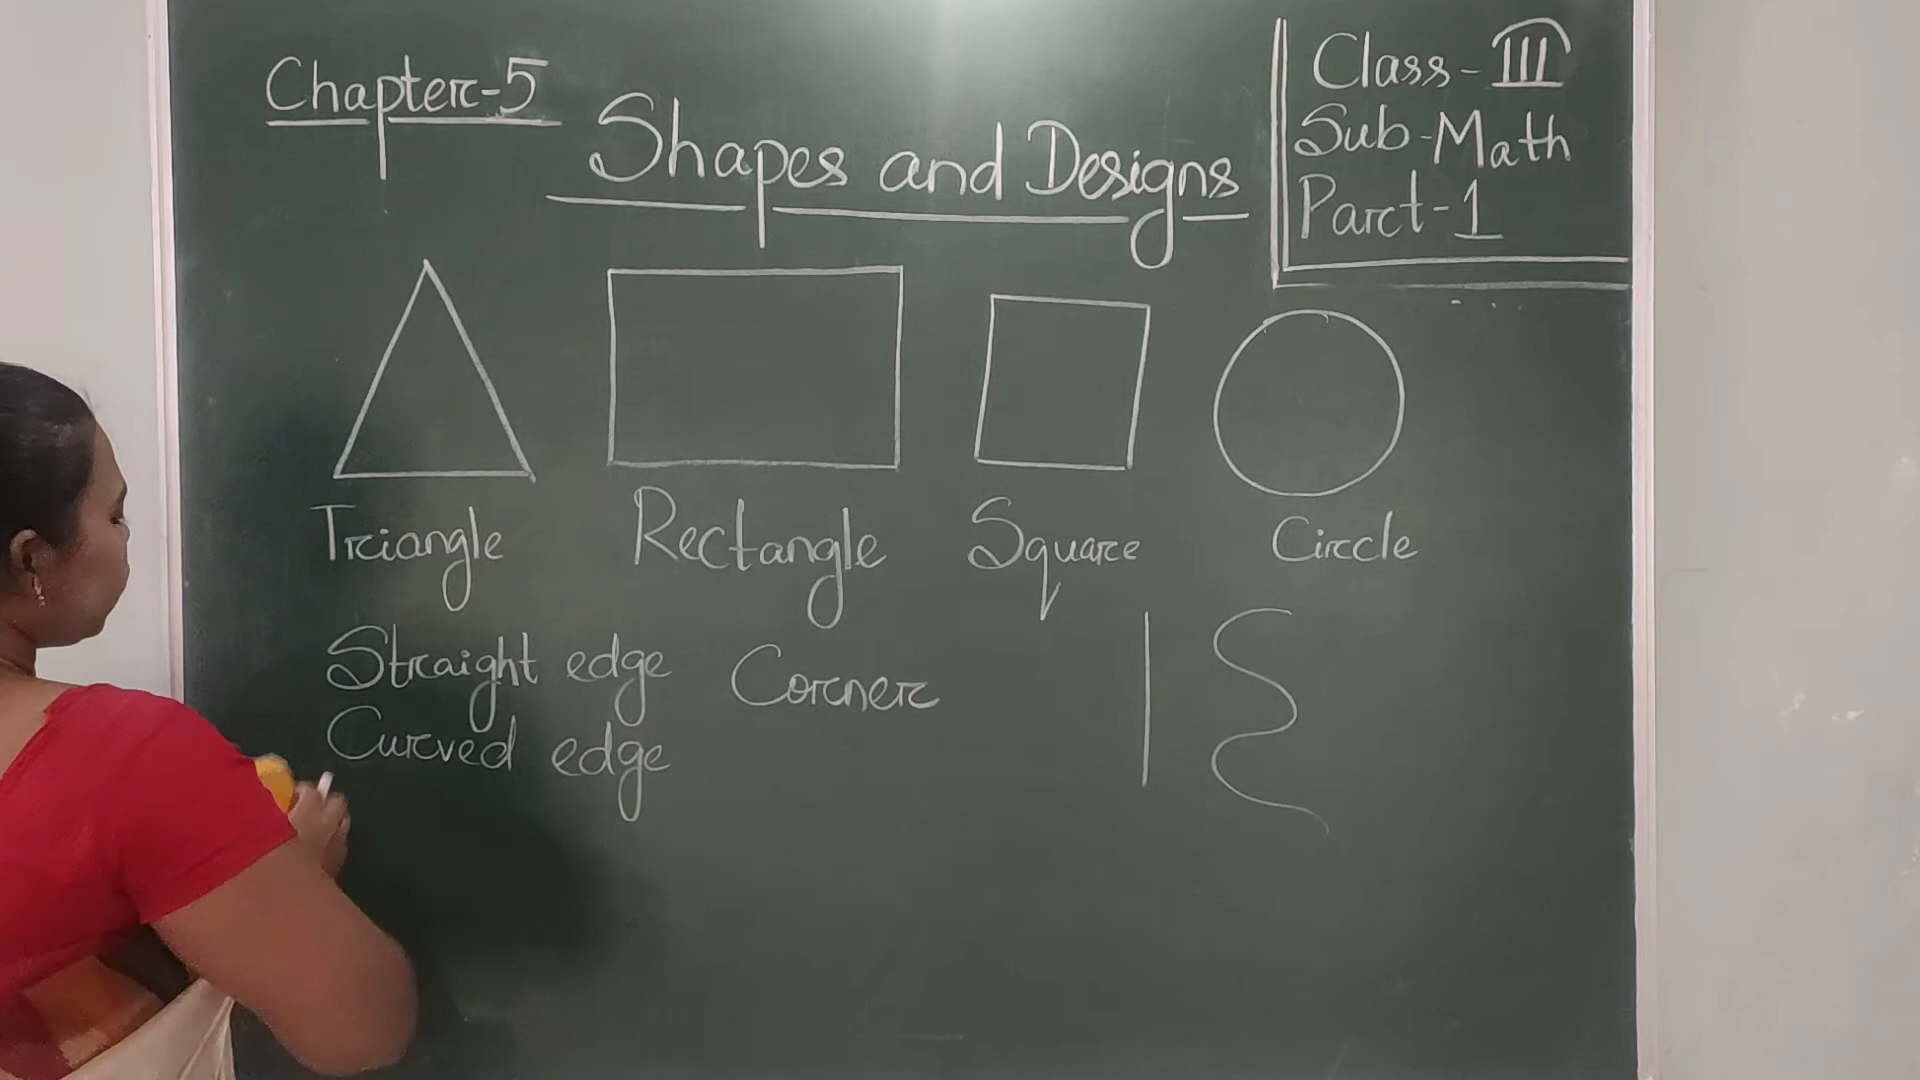 Chapter-5
Shapes and Designs
Class-III
Sub-Math
Part-1
Triangle
Rectangle
Square
Circle
Straight edge
Corner
Curved edge